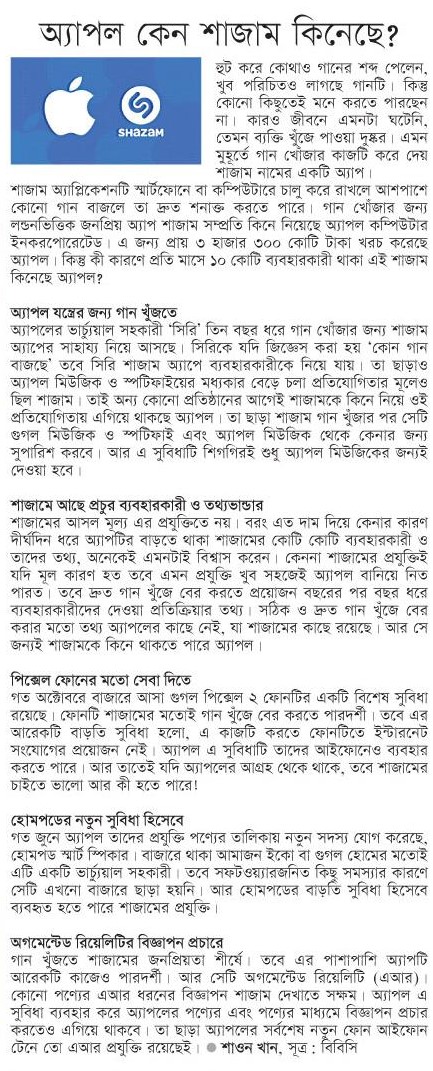 অ্যাপল কেন শাজাম কিনেছে?
SHAZAM
হুট করে কোথাও গানের শব্দ পেলেন,
খুব পরিচিতও লাগছে গানটি। কিন্তু
কোনো কিছুতেই মনে করতে পারছেন
না। কারও জীবনে এমনটা ঘটেনি,
তেমন ব্যক্তি খুঁজে পাওয়া দুষ্কর। এমন
মুহূর্তে গান খোঁজার কাজটি করে দেয়
শাজাম নামের একটি অ্যাপ।
শাজাম অ্যাপ্লিকেশনটি স্মার্টফোনে বা কম্পিউটারে চালু করে রাখলে আশপাশে
কোনো গান বাজলে তা দ্রুত শনাক্ত করতে পারে। গান খোঁজার জন্য
লন্ডনভিত্তিক জনপ্রিয় অ্যাপ শাজাম সম্প্রতি কিনে নিয়েছে অ্যাপল কম্পিউটার
ইনকরপোরেটেড। এ জন্য প্রায় ৩ হাজার ৩০০ কোটি টাকা খরচ করেছে
অ্যাপল। কিন্তু কী কারণে প্রতি মাসে ১০ কোটি ব্যবহারকারী থাকা এই শাজাম
কিনেছে অ্যাপল?
অ্যাপল যন্ত্রের জন্য গান খুঁজতে
অ্যাপলের ভার্চ্যুয়াল সহকারী ‘সিরি’ তিন বছর ধরে গান খোঁজার জন্য শাজাম
অ্যাপের সাহায্য নিয়ে আসছে। সিরিকে যদি জিজ্ঞেস করা হয় ‘কোন গান
বাজছে’ তবে সিরি শাজাম অ্যাপে ব্যবহারকারীকে নিয়ে যায়। তা ছাড়াও
অ্যাপল মিউজিক ও স্পটিফাইয়ের মধ্যকার বেড়ে চলা প্রতিযোগিতার মূলেও
ছিল শাজাম। তাই অন্য কোনো প্রতিষ্ঠানের আগেই শাজামকে কিনে নিয়ে ওই
প্রতিযোগিতায় এগিয়ে থাকছে অ্যাপল। তা ছাড়া শাজাম গান খুঁজার পর সেটি
গুগল মিউজিক ও স্পটিফাই এবং অ্যাপল মিউজিক থেকে কেনার জন্য
সুপারিশ করবে। আর এ সুবিধাটি শিগগিরই শুধু অ্যাপল মিউজিকের জন্যই
দেওয়া হবে।
শাজামে আছে প্রচুর ব্যবহারকারী ও তথ্যভান্ডার
শাজামের আসল মূল্য এর প্রযুক্তিতে নয়। বরং এত দাম দিয়ে কেনার কারণ
দীর্ঘদিন ধরে অ্যাপটির বাড়তে থাকা শাজামের কোটি কোটি ব্যবহারকারী ও
তাদের তথ্য, অনেকেই এমনটাই বিশ্বাস করেন। কেননা শাজামের প্রযুক্তিই
যদি মূল কারণ হত তবে এমন প্রযুক্তি খুব সহজেই অ্যাপল বানিয়ে নিত
পারত। তবে দ্রুত গান খুঁজে বের করতে প্রয়োজন বছরের পর বছর ধরে
ব্যবহারকারীদের দেওয়া প্রতিক্রিয়ার তথ্য। সঠিক ও দ্রুত গান খুঁজে বের
করার মতো তথ্য অ্যাপলের কাছে নেই, যা শাজামের কাছে রয়েছে। আর সে
জন্যই শাজামকে কিনে থাকতে পারে অ্যাপল।
পিক্সেল ফোনের মতো সেবা দিতে
গত অক্টোবরে বাজারে আসা গুগল পিক্সেল ২ ফোনটির একটি বিশেষ সুবিধা
রয়েছে। ফোনটি শাজামের মতোই গান খুঁজে বের করতে পারদর্শী। তবে এর
আরেকটি বাড়তি সুবিধা হলো, এ কাজটি করতে ফোনটিতে ইন্টারনেট
সংযোগের প্রয়োজন নেই। অ্যাপল এ সুবিধাটি তাদের আইফোনেও ব্যবহার
করতে পারে। আর তাতেই যদি অ্যাপলের আগ্রহ থেকে থাকে, তবে শাজামের
চাইতে ভালো আর কী হতে পারে!
হোমপডের নতুন সুবিধা হিসেবে
গত জুনে অ্যাপল তাদের প্রযুক্তি পণ্যের তালিকায় নতুন সদস্য যোগ করেছে,
হোমপড স্মার্ট স্পিকার। বাজারে থাকা আমাজন ইকো বা গুগল হোমের মতোই
এটি একটি ভার্চ্যুয়াল সহকারী। তবে সফটওয়্যারজনিত কিছু সমস্যার কারণে
সেটি এখনো বাজারে ছাড়া হয়নি। আর হোমপডের বাড়তি সুবিধা হিসেবে
ব্যবহৃত হতে পারে শাজামের প্রযুক্তি।
অগমেন্টেড রিয়েলিটির বিজ্ঞাপন প্রচারে
গান খুঁজতে শাজামের জনপ্রিয়তা শীর্ষে। তবে এর পাশাপাশি অ্যাপটি
আরেকটি কাজেও পারদর্শী। আর সেটি অগমেন্টেড রিয়েলিটি (এআর)।
কোনো পণ্যের এআর ধরনের বিজ্ঞাপন শাজাম দেখাতে সক্ষম। অ্যাপল এ
সুবিধা ব্যবহার করে অ্যাপলের পণ্যের এবং পণ্যের মাধ্যমে বিজ্ঞাপন প্রচার
করতেও এগিয়ে থাকবে। তা ছাড়া অ্যাপলের সর্বশেষ নতুন ফোন আইফোন
টেনে তো এআর প্রযুক্তি রয়েছেই। ● শাওন খান, সূত্র : বিবিসি